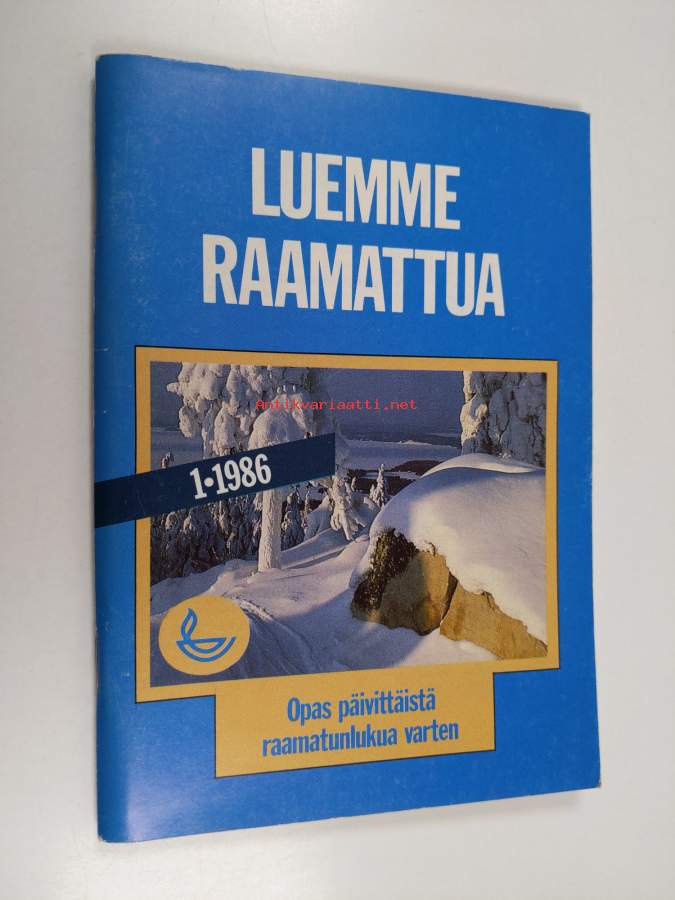 LUEMME
RAAMATTUA
Antikvariaatti.net
1•1986
Opas päivittäistä
raamatunlukua varten